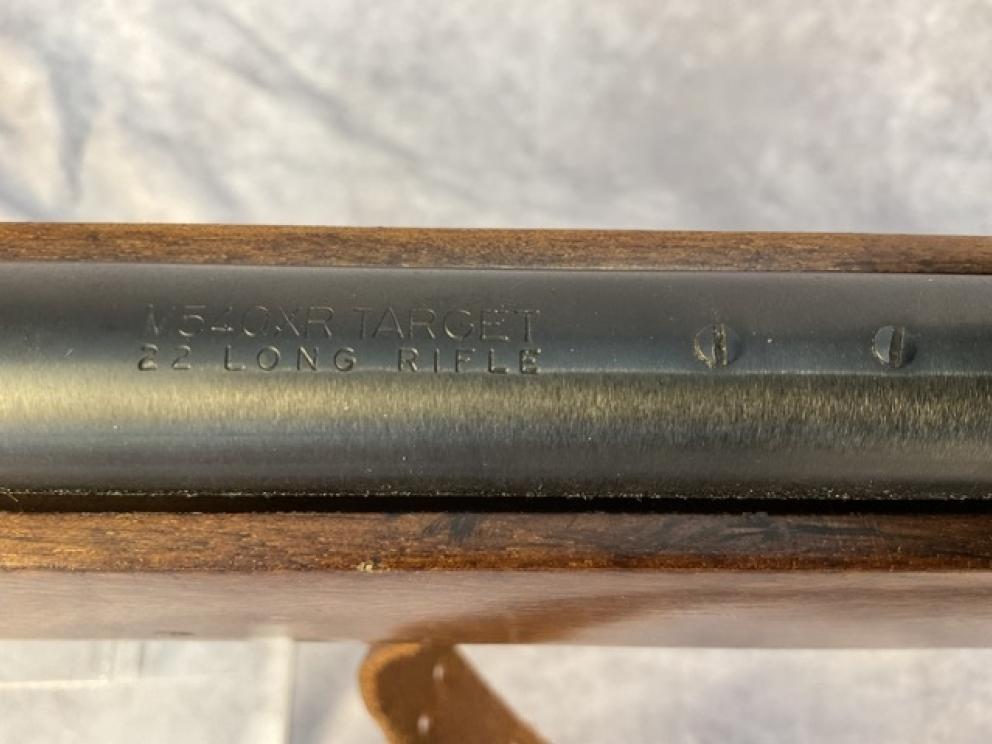 M540XR TARGET
22 LONG RIFLE